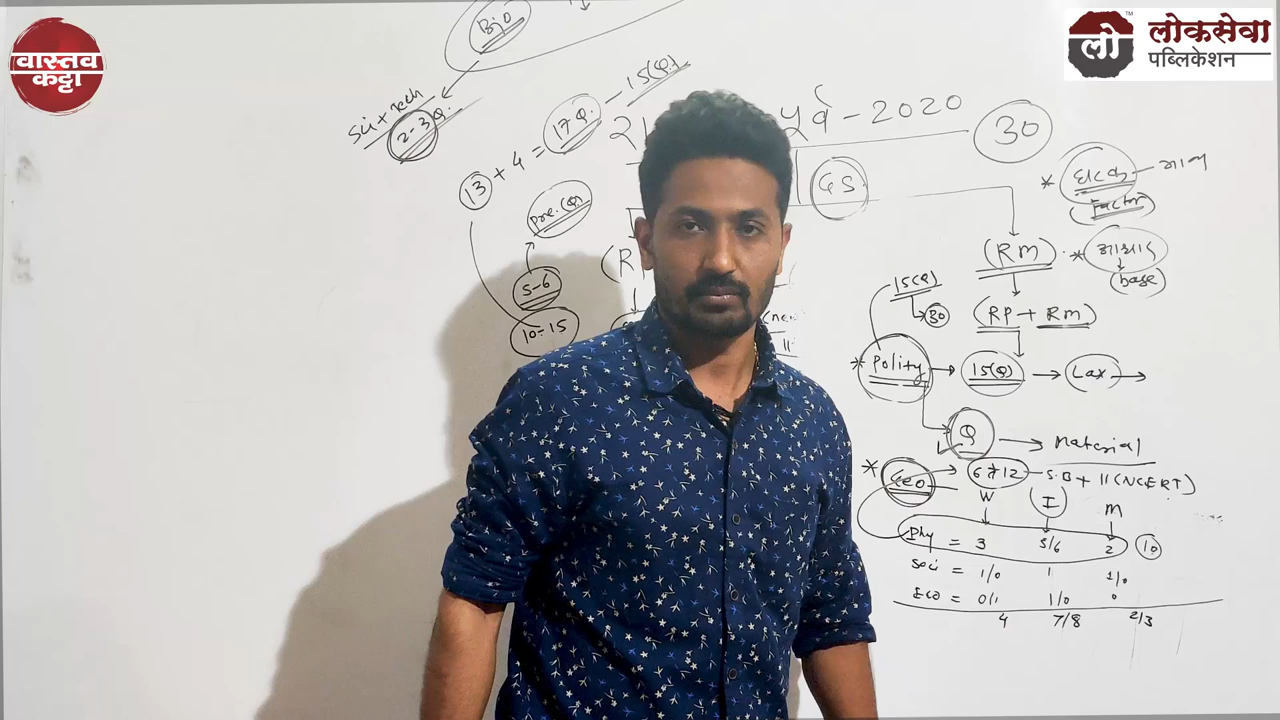 वास्तव
कट्टा
लो
TM
लोकसेवा
पब्लिकेशन
Bio
Sci + Tech
2-3Q.
13 + 4 = 17Q. - 15(Q)
Pre.(Q)
5-6
10-15
पूर्व - 2020
30
GS
* घटक
(Factor)
(RM)
* आधार
base
(RP + RM)
15(Q)
30
* Polity → 15(Q) → Lax →
Q → Material
* Geo → 6 ते 12 - S.B + 11(NCERT)
W I M
Phy = 3 5/6 2 10
Soci = 1/0 1 1/0
Eco = 0/1 1/0 0
4 7/8 2/3